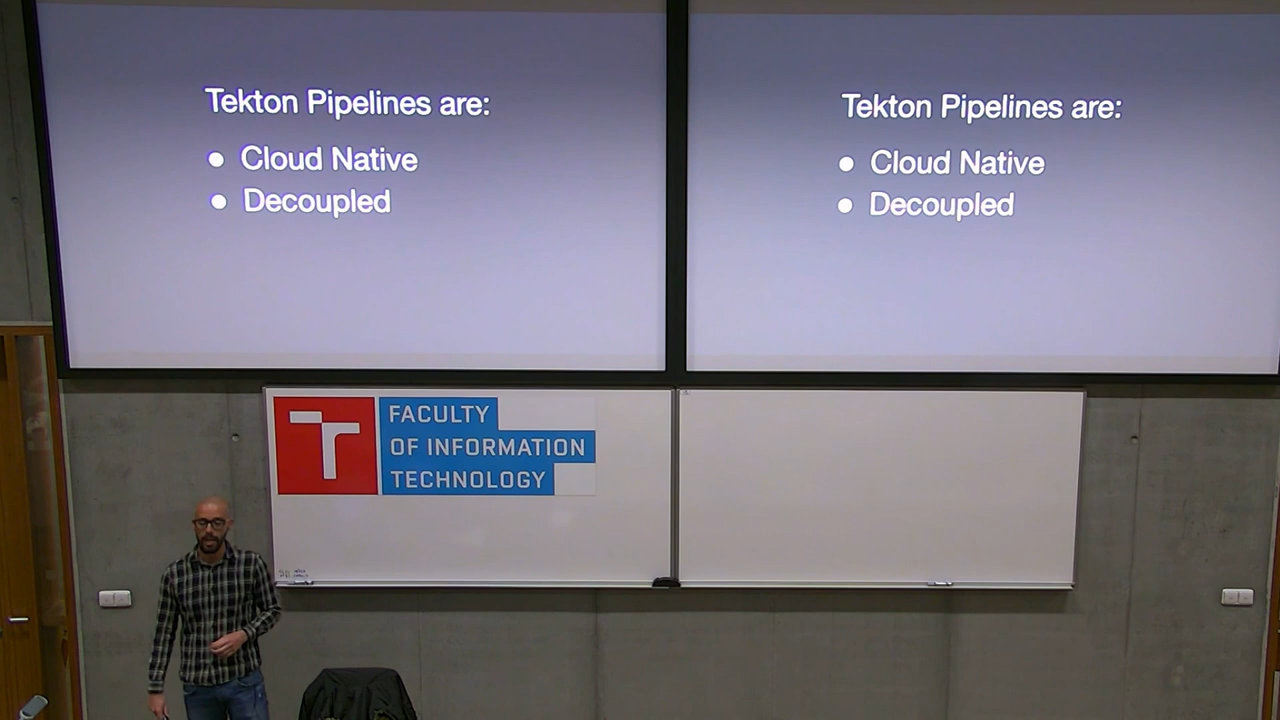 Tekton Pipelines are:
● Cloud Native
● Decoupled
Tekton Pipelines are:
● Cloud Native
● Decoupled
FACULTY
OF INFORMATION
TECHNOLOGY